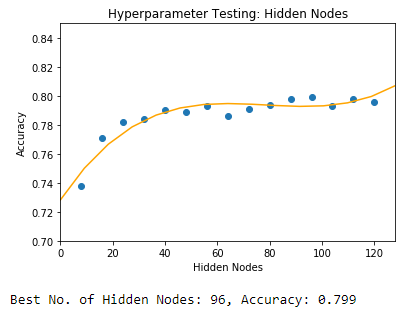 Hyperparameter Testing: Hidden Nodes
0.84
0.82
0.80
0.78
0.76
0.74
0.72
0.70
Accuracy
0 20 40 60 80 100 120
Hidden Nodes
Best No. of Hidden Nodes: 96, Accuracy: 0.799